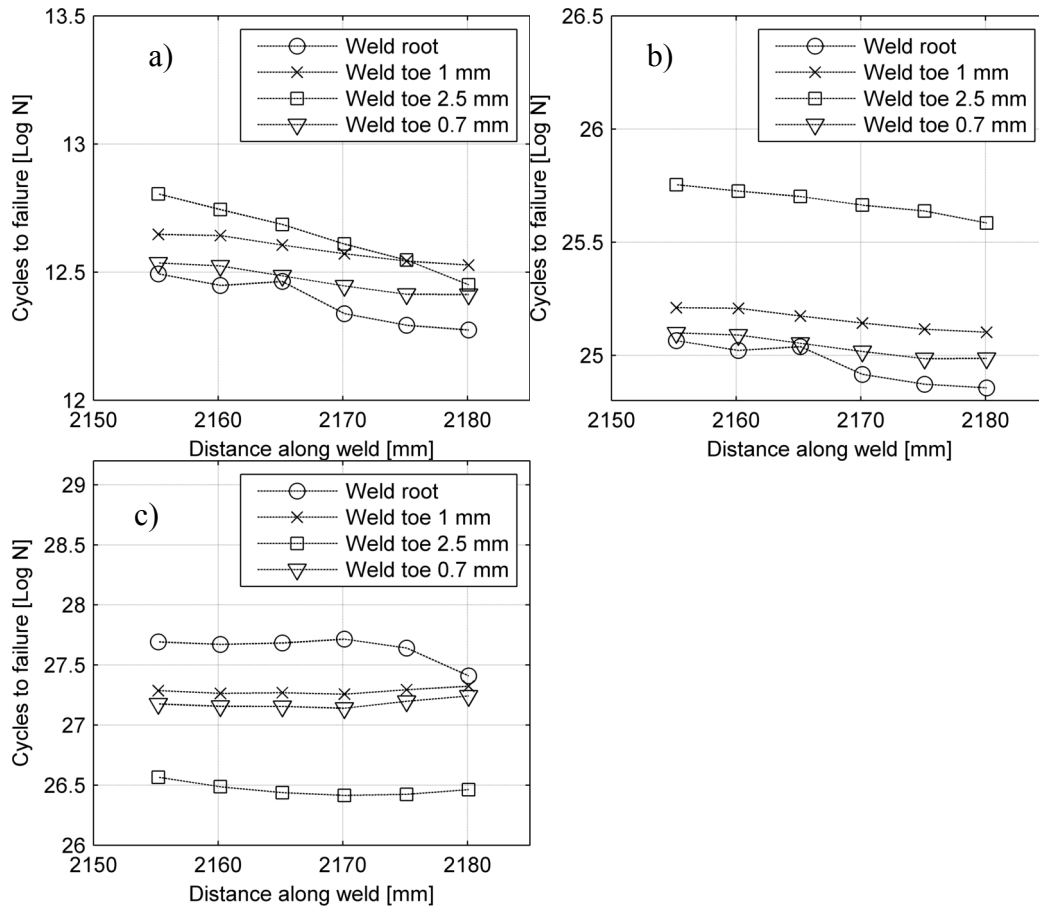 a)
Cycles to failure [Log N]
13.5
13
12.5
12
Weld root
Weld toe 1 mm
Weld toe 2.5 mm
Weld toe 0.7 mm
2150 2160 2170 2180
Distance along weld [mm]
b)
Cycles to failure [Log N]
26.5
26
25.5
25
Weld root
Weld toe 1 mm
Weld toe 2.5 mm
Weld toe 0.7 mm
2150 2160 2170 2180
Distance along weld [mm]
c)
Cycles to failure [Log N]
29
28.5
28
27.5
27
26.5
26
Weld root
Weld toe 1 mm
Weld toe 2.5 mm
Weld toe 0.7 mm
2150 2160 2170 2180
Distance along weld [mm]